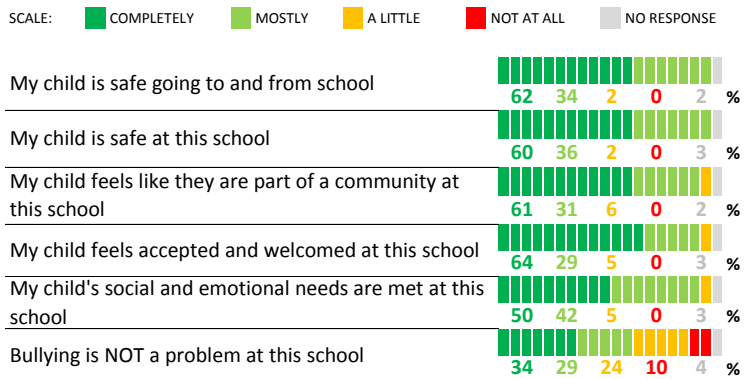 SCALE: COMPLETELY MOSTLY A LITTLE NOT AT ALL NO RESPONSE
My child is safe going to and from school
62 34 2 0 2 %
My child is safe at this school
60 36 2 0 3 %
My child feels like they are part of a community at
this school
61 31 6 0 2 %
My child feels accepted and welcomed at this school
64 29 5 0 3 %
My child's social and emotional needs are met at this
school
50 42 5 0 3 %
Bullying is NOT a problem at this school
34 29 24 10 4 %